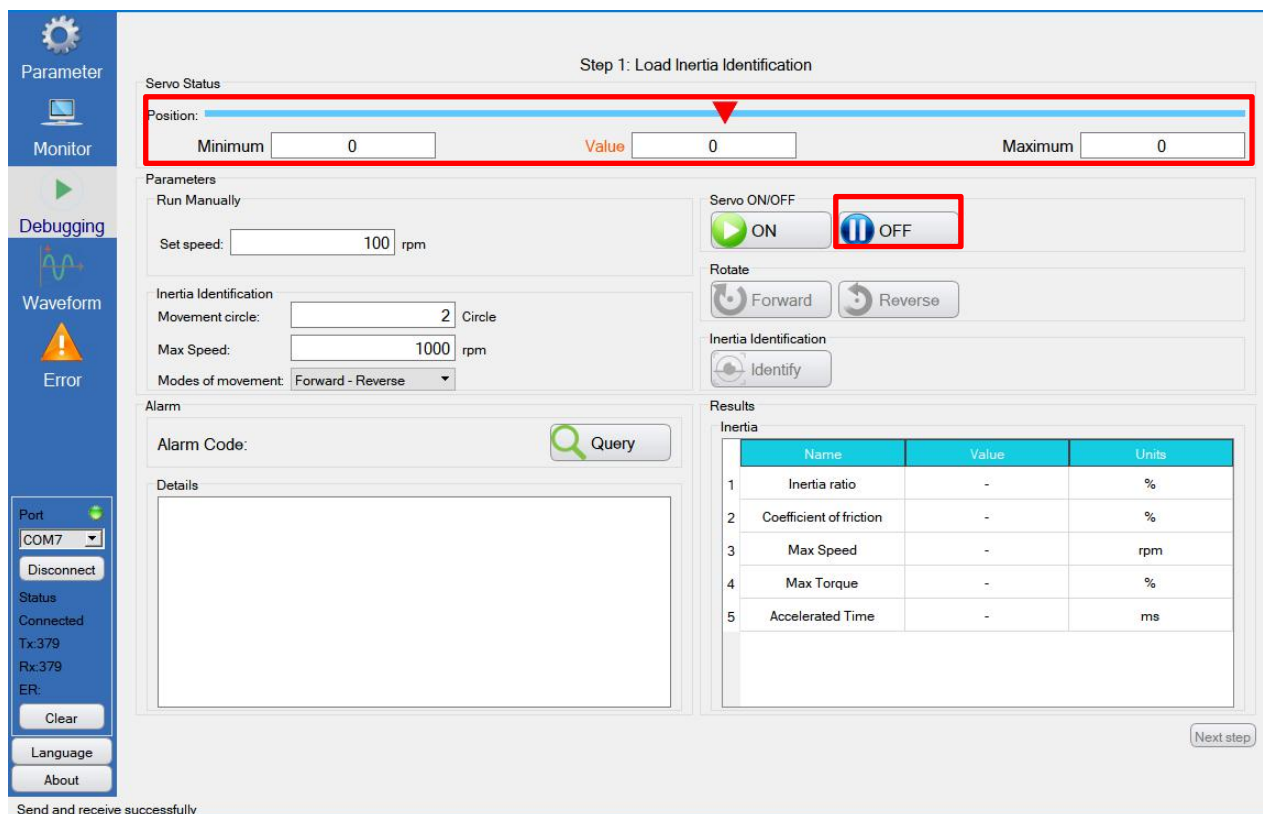 Parameter
Monitor
Debugging
Waveform
Error
Port
COM7
Disconnect
Status
Connected
Tx:379
Rx:379
ER:
Clear
Language
About
Step 1: Load Inertia Identification
Servo Status
Position:
Minimum 0 Value 0 Maximum 0
Parameters
Run Manually
Set speed: 100 rpm
Inertia Identification
Movement circle: 2 Circle
Max Speed: 1000 rpm
Modes of movement: Forward - Reverse
Servo ON/OFF
ON OFF
Rotate
Forward Reverse
Inertia Identification
Identify
Alarm
Alarm Code: Query
Details
Results
Inertia
Name Value Units
1 Inertia ratio - %
2 Coefficient of friction - %
3 Max Speed - rpm
4 Max Torque - %
5 Accelerated Time - ms
Next step
Send and receive successfully